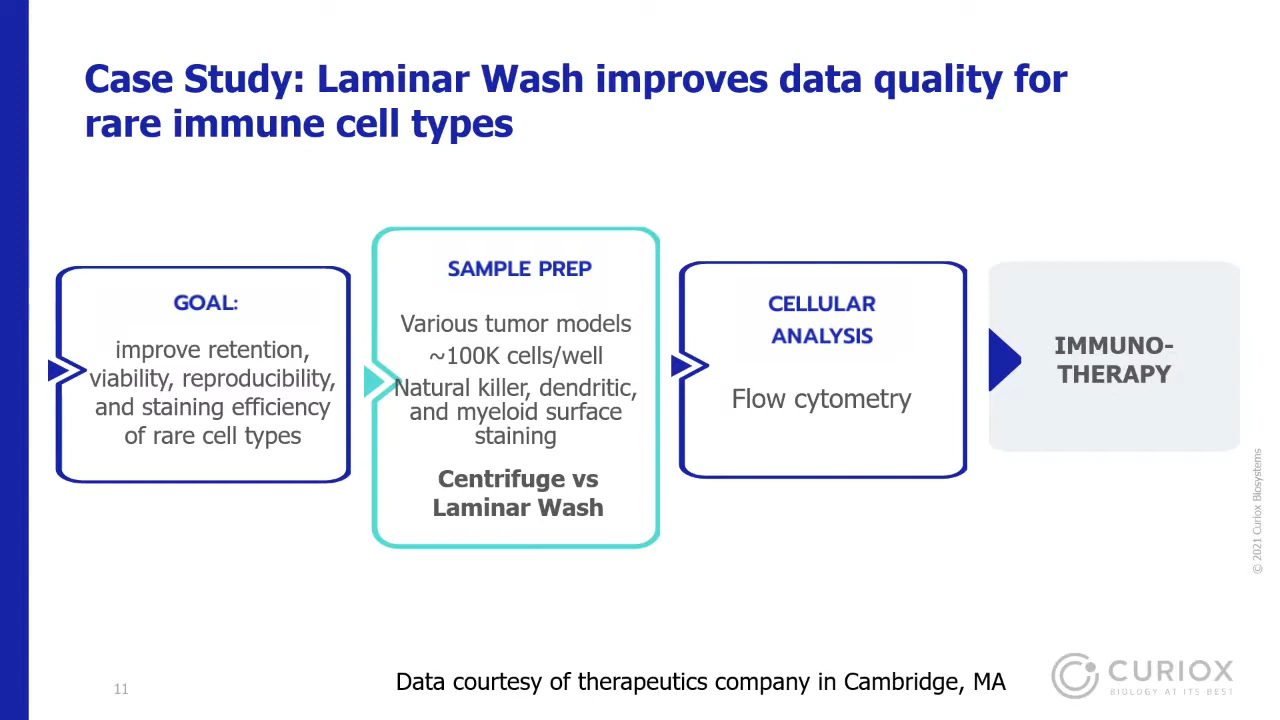 Case Study: Laminar Wash improves data quality for
rare immune cell types
GOAL:
improve retention,
viability, reproducibility,
and staining efficiency
of rare cell types
SAMPLE PREP
Various tumor models
~100K cells/well
Natural killer, dendritic,
and myeloid surface
staining
Centrifuge vs
Laminar Wash
CELLULAR
ANALYSIS
Flow cytometry
IMMUNO-
THERAPY
© 2021 Curiox Biosystems
11
Data courtesy of therapeutics company in Cambridge, MA
CURIOX
BIOLOGY AT ITS BEST